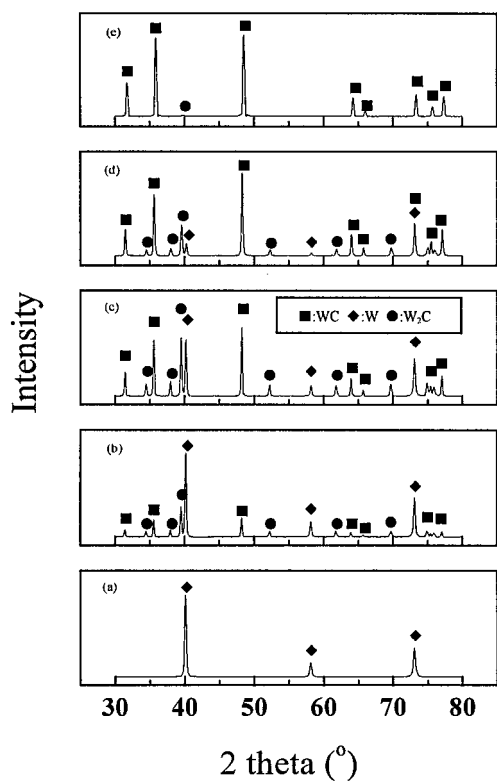 (e)
(d)
(c)
■:WC ◆:W ●:W₂C
(b)
(a)
Intensity
30 40 50 60 70 80
2 theta (°)